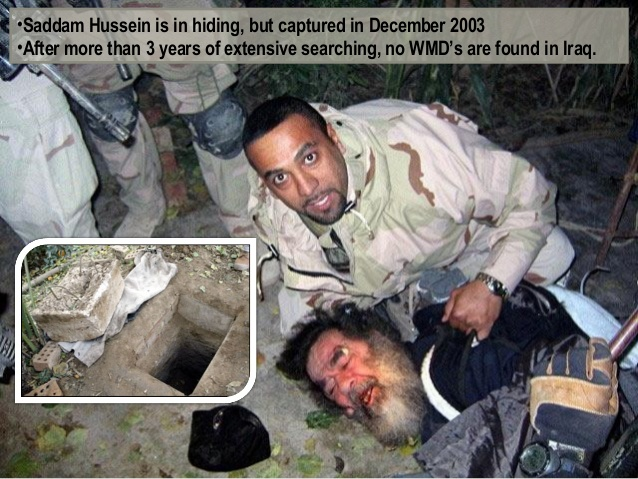 •Saddam Hussein is in hiding, but captured in December 2003
•After more than 3 years of extensive searching, no WMD’s are found in Iraq.